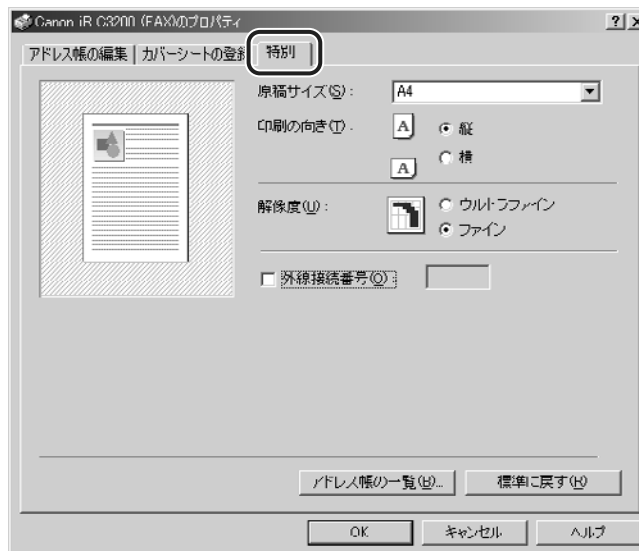 Canon iR C3200 (FAX)のプロパティ
アドレス帳の編集 カバーシートの登録 特別
原稿サイズ(S): A4
印刷の向き(T):
A 縦
A 横
解像度(U): ウルトラファイン
ファイン
外線接続番号(O):
アドレス帳の一覧(B)... 標準に戻す(R)
OK キャンセル ヘルプ